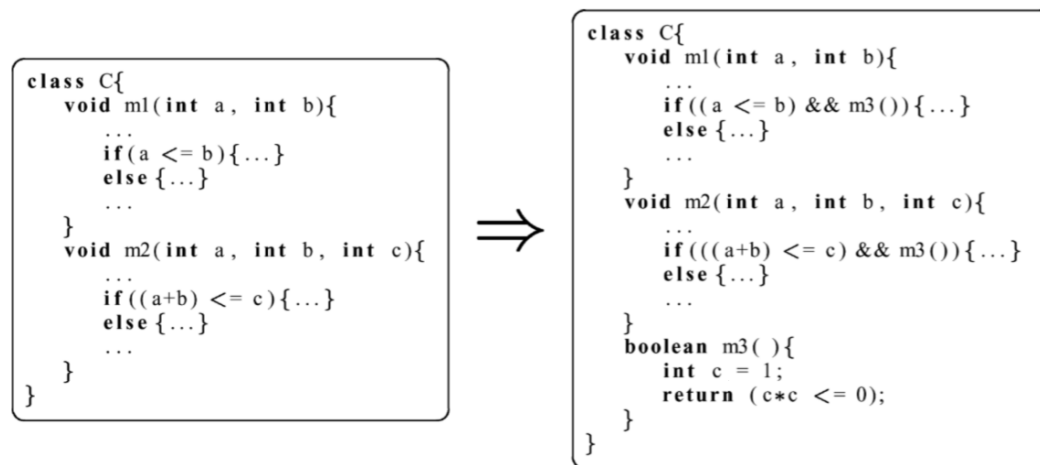 class C{
void m1(int a, int b){
...
if(a <= b){...}
else{...}
...
}
void m2(int a, int b, int c){
...
if((a+b) <= c){...}
else{...}
...
}
}
⇒
class C{
void m1(int a, int b){
...
if((a <= b) && m3()){...}
else{...}
...
}
void m2(int a, int b, int c){
...
if(((a+b) <= c) && m3()){...}
else{...}
...
}
boolean m3( ){
int c = 1;
return (c*c <= 0);
}
}